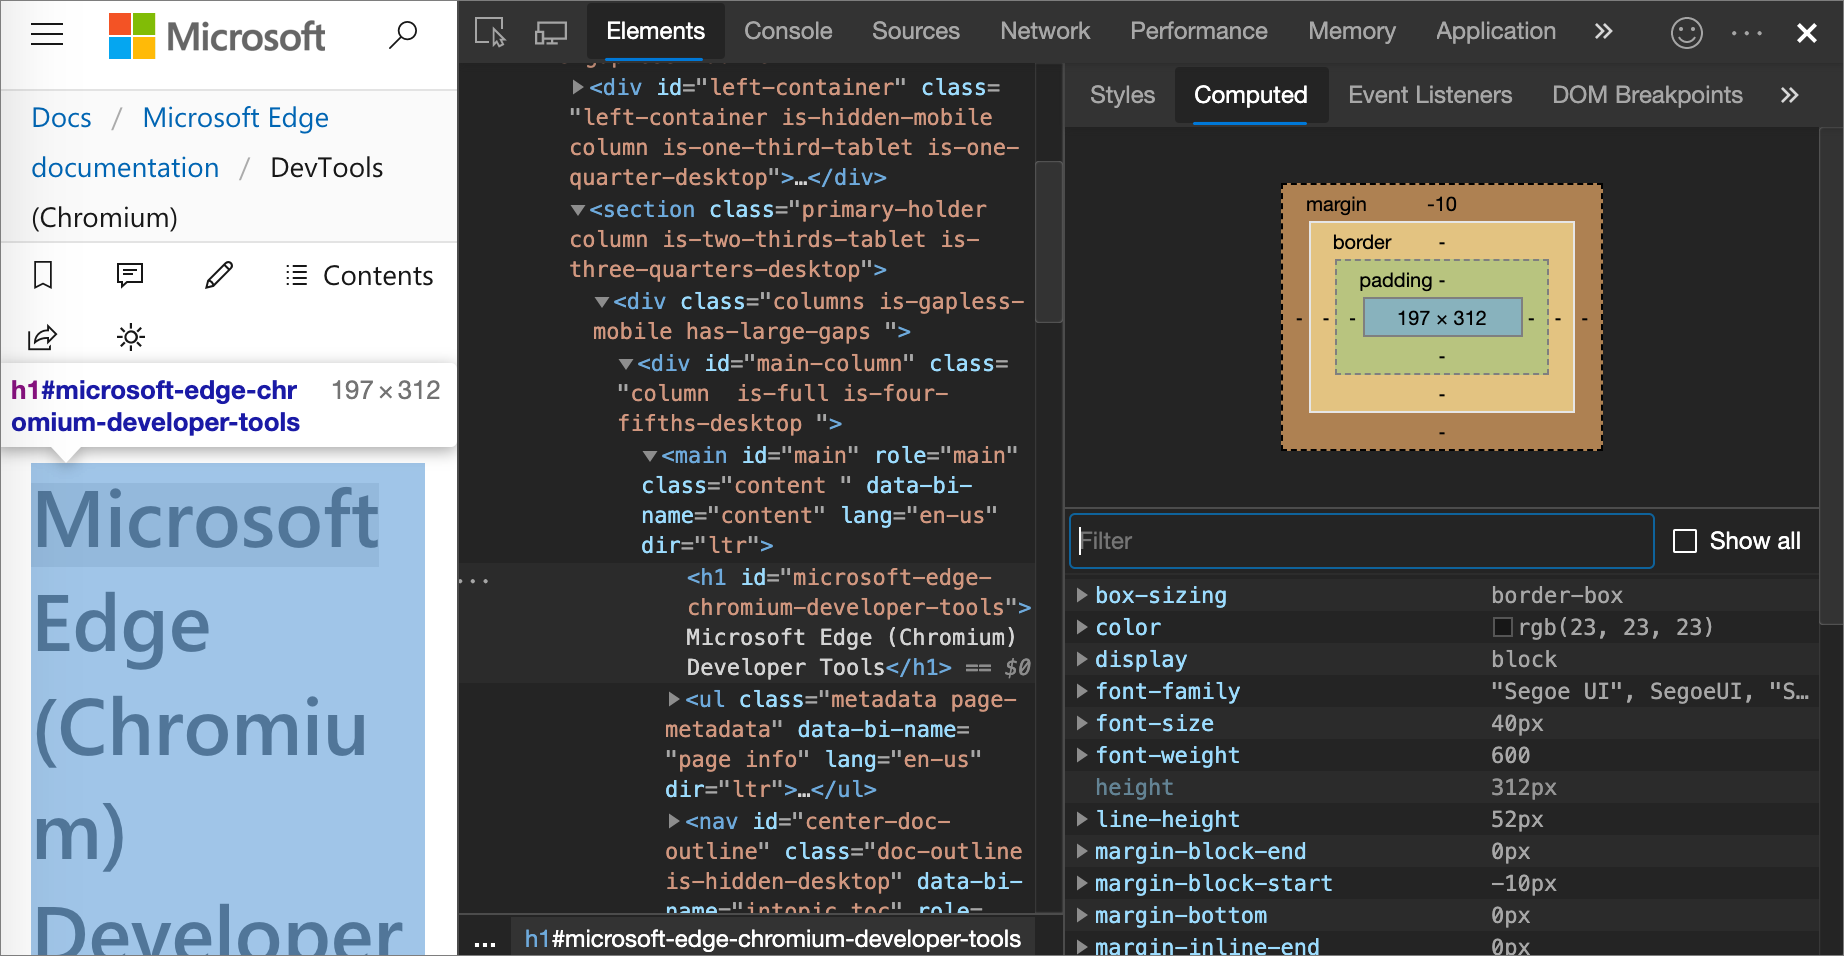 Microsoft
Docs / Microsoft Edge
documentation / DevTools
(Chromium)
Contents
h1#microsoft-edge-chr
omium-developer-tools
197 × 312
Microsoft
Edge
(Chromiu
m)
Developer
Elements Console Sources Network Performance Memory Application »
<div id="left-container" class=
"left-container is-hidden-mobile
column is-one-third-tablet is-one-
quarter-desktop">…</div>
<section class="primary-holder
column is-two-thirds-tablet is-
three-quarters-desktop">
<div class="columns is-gapless-
mobile has-large-gaps ">
<div id="main-column" class=
"column  is-full is-four-
fifths-desktop ">
<main id="main" role="main"
class="content " data-bi-
name="content" lang="en-us"
dir="ltr">
...
<h1 id="microsoft-edge-
chromium-developer-tools">
Microsoft Edge (Chromium)
Developer Tools</h1> == $0
<ul class="metadata page-
metadata" data-bi-name=
"page info" lang="en-us"
dir="ltr">…</ul>
<nav id="center-doc-
outline" class="doc-outline
is-hidden-desktop" data-bi-
name="intopic toc" role=
... h1#microsoft-edge-chromium-developer-tools
Styles Computed Event Listeners DOM Breakpoints »
margin -10
border -
padding -
- - - 197 × 312 - - -
-
-
-
Filter
Show all
box-sizing border-box
color rgb(23, 23, 23)
display block
font-family "Segoe UI", SegoeUI, "S…
font-size 40px
font-weight 600
height 312px
line-height 52px
margin-block-end 0px
margin-block-start -10px
margin-bottom 0px
margin-inline-end 0px